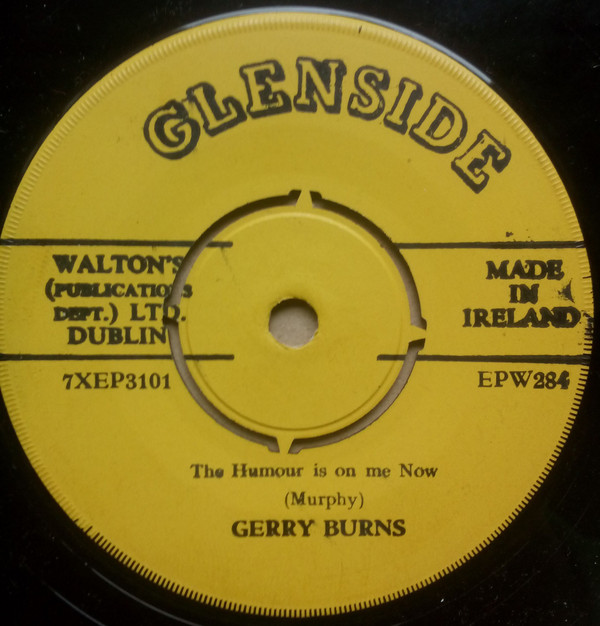 GLENSIDE
WALTON'S
(PUBLICATIONS
DEPT.) LTD.
DUBLIN
MADE
IN
IRELAND
7XEP3101
EPW284
The Humour is on me Now
(Murphy)
GERRY BURNS